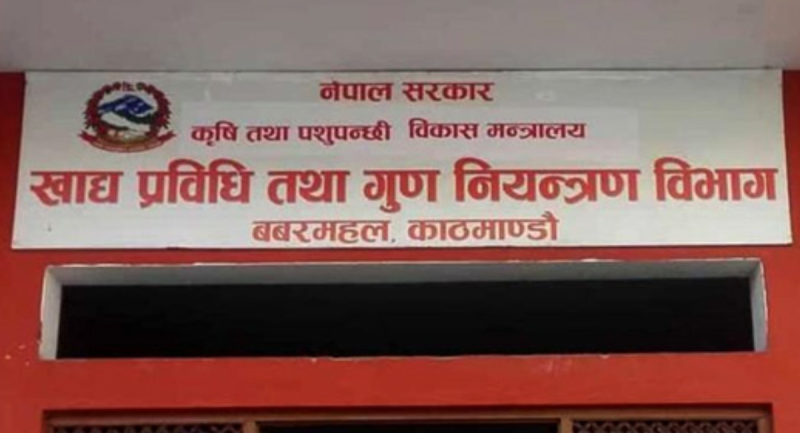 नेपाल सरकार
कृषि तथा पशुपन्छी विकास मन्त्रालय
खाद्य प्रविधि तथा गुण नियन्त्रण विभाग
बबरमहल, काठमाण्डौ